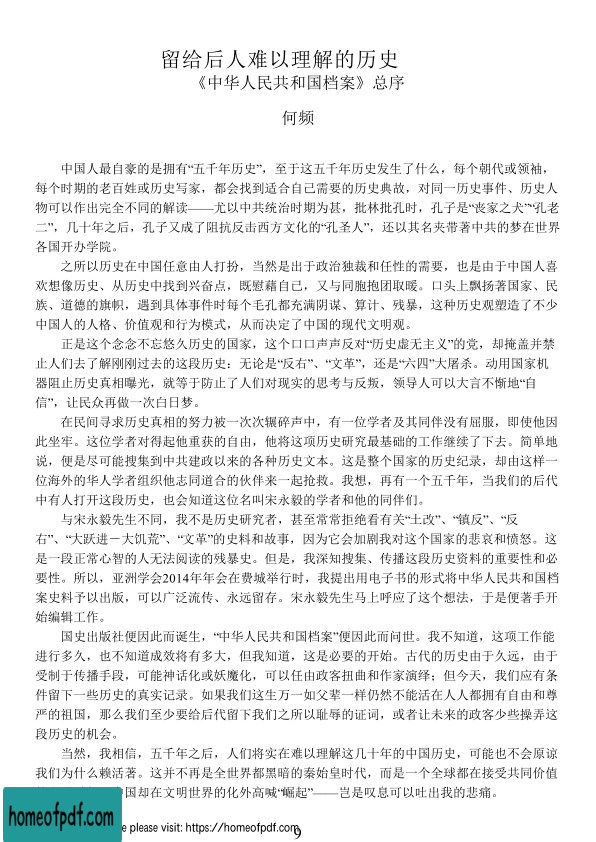 留给后人难以理解的历史
《中华人民共和国档案》总序
何频
中国人最自豪的是拥有“五千年历史”，至于这五千年历史发生了什么，每个朝代或领袖，
每个时期的老百姓或历史写家，都会找到适合自己需要的历史典故，对同一历史事件、历史人
物可以作出完全不同的解读——尤以中共统治时期为甚，批林批孔时，孔子是“丧家之犬”“孔老
二”，几十年之后，孔子又成了阻抗反击西方文化的“孔圣人”，还以其名夹带著中共的梦在世界
各国开办学院。
之所以历史在中国任意由人打扮，当然是出于政治独裁和任性的需要，也是由于中国人喜
欢想像历史、从历史中找到兴奋点，既慰藉自己，又与同胞抱团取暖。口头上飘扬著国家、民
族、道德的旗帜，遇到具体事件时每个毛孔都充满阴谋、算计、残暴，这种历史观塑造了不少
中国人的人格、价值观和行为模式，从而决定了中国的现代文明观。
正是这个念念不忘悠久历史的国家，这个口口声声反对“历史虚无主义”的党，却掩盖并禁
止人们去了解刚刚过去的这段历史：无论是“反右”、“文革”，还是“六四”大屠杀。动用国家机
器阻止历史真相曝光，就等于防止了人们对现实的思考与反叛，领导人可以大言不惭地“自
信”，让民众再做一次白日梦。
在民间寻求历史真相的努力被一次次辗碎声中，有一位学者及其同伴没有屈服，即使他因
此坐牢。这位学者对得起他重获的自由，他将这项历史研究最基础的工作继续了下去。简单地
说，便是尽可能搜集到中共建政以来的各种历史文本。这是整个国家的历史纪录，却由这样一
位海外的华人学者组织他志同道合的伙伴来一起抢救。我想，再有一个五千年，当我们的后代
中有人打开这段历史，也会知道这位名叫宋永毅的学者和他的同伴们。
与宋永毅先生不同，我不是历史研究者，甚至常常拒绝看有关“土改”、“镇反”、“反
右”、“大跃进－大饥荒”、“文革”的史料和故事，因为它会加剧我对这个国家的悲哀和愤怒。这
是一段正常心智的人无法阅读的残暴史。但是，我深知搜集、传播这段历史资料的重要性和必
要性。所以，亚洲学会2014年年会在费城举行时，我提出用电子书的形式将中华人民共和国档
案史料予以出版，可以广泛流传、永远留存。宋永毅先生马上呼应了这个想法，于是便著手开
始编辑工作。
国史出版社便因此而诞生，“中华人民共和国档案”便因此而问世。我不知道，这项工作能
进行多久，也不知道成效将有多大，但我知道，这是必要的开始。古代的历史由于久远，由于
受制于传播手段，可能神话化或妖魔化，可以任由政客扭曲和作家演绎；但今天，我们应有条
件留下一些历史的真实记录。如果我们这生万一如父辈一样仍然不能活在人人都拥有自由和尊
严的祖国，那么我们至少要给后代留下我们之所以耻辱的证词，或者让未来的政客少些操弄这
段历史的机会。
当然，我相信，五千年之后，人们将实在难以理解这几十年的中国历史，可能也不会原谅
我们为什么赖活著。这并不再是全世界都黑暗的秦始皇时代，而是一个全球都在接受共同价值
国却在文明世界的化外高喊“崛起”——岂是叹息可以吐出我的悲痛。
homeofpdf.com
please visit: https://homeofpdf.com
9